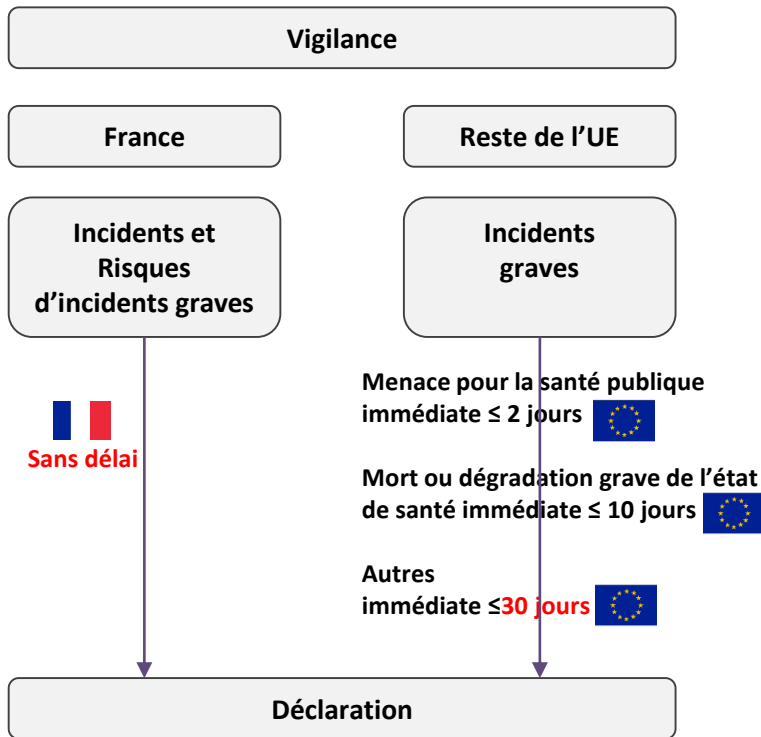 Vigilance
France
Reste de l’UE
Incidents et
Risques
d’incidents graves
Incidents
graves
Sans délai
Menace pour la santé publique
immédiate ≤ 2 jours
Mort ou dégradation grave de l’état
de santé immédiate ≤ 10 jours
Autres
immédiate ≤30 jours
Déclaration